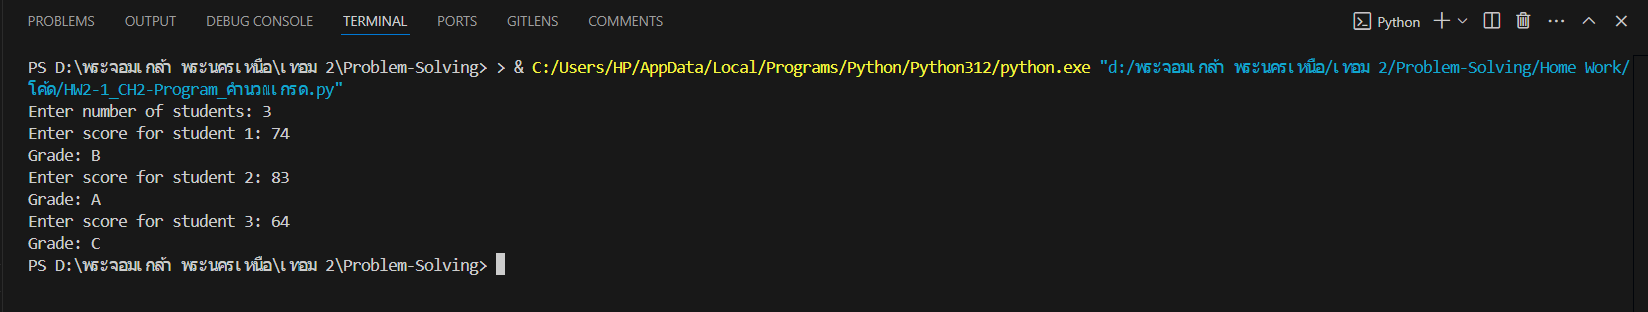 PROBLEMS OUTPUT DEBUG CONSOLE TERMINAL PORTS GITLENS COMMENTS Python
PS D:\พระจอมเกล้า พระนครเหนือ\เทอม 2\Problem-Solving> > & C:/Users/HP/AppData/Local/Programs/Python/Python312/python.exe "d:/พระจอมเกล้า พระนครเหนือ/เทอม 2/Problem-Solving/Home Work/
โค้ด/HW2-1_CH2-Program_คำนวณเกรด.py"
Enter number of students: 3
Enter score for student 1: 74
Grade: B
Enter score for student 2: 83
Grade: A
Enter score for student 3: 64
Grade: C
PS D:\พระจอมเกล้า พระนครเหนือ\เทอม 2\Problem-Solving>